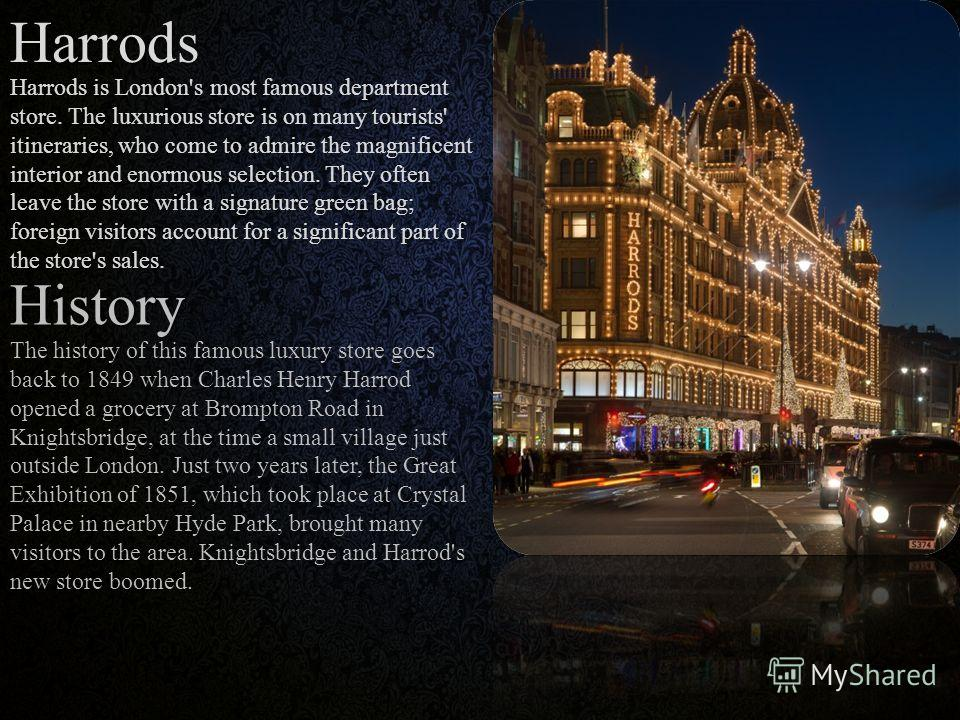 Harrods
Harrods is London's most famous department
store. The luxurious store is on many tourists'
itineraries, who come to admire the magnificent
interior and enormous selection. They often
leave the store with a signature green bag;
foreign visitors account for a significant part of
the store's sales.
History
The history of this famous luxury store goes
back to 1849 when Charles Henry Harrod
opened a grocery at Brompton Road in
Knightsbridge, at the time a small village just
outside London. Just two years later, the Great
Exhibition of 1851, which took place at Crystal
Palace in nearby Hyde Park, brought many
visitors to the area. Knightsbridge and Harrod's
new store boomed.
HARRODS
S374
MyShared